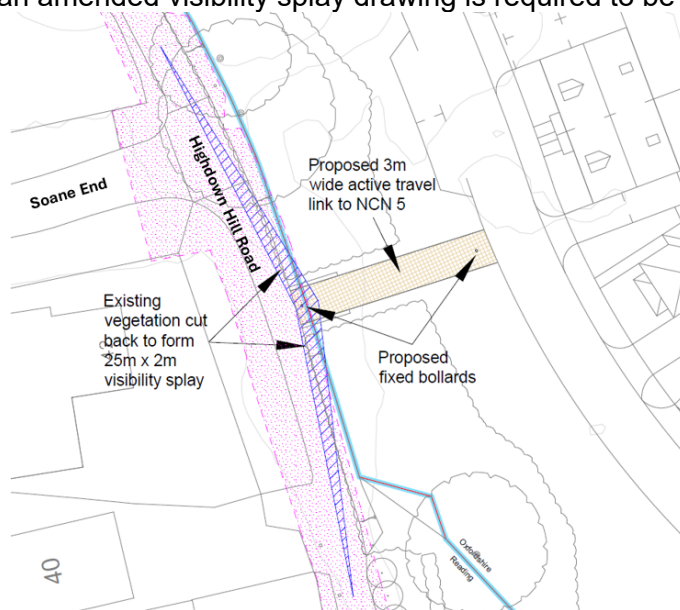 an amended visibility splay drawing is required to be
Proposed 3m
wide active travel
link to NCN 5
Soane End
Highdown Hill Road
Existing
vegetation cut
back to form
25m x 2m
visibility splay
Proposed
fixed bollards
Oxfordshire
Reading
40